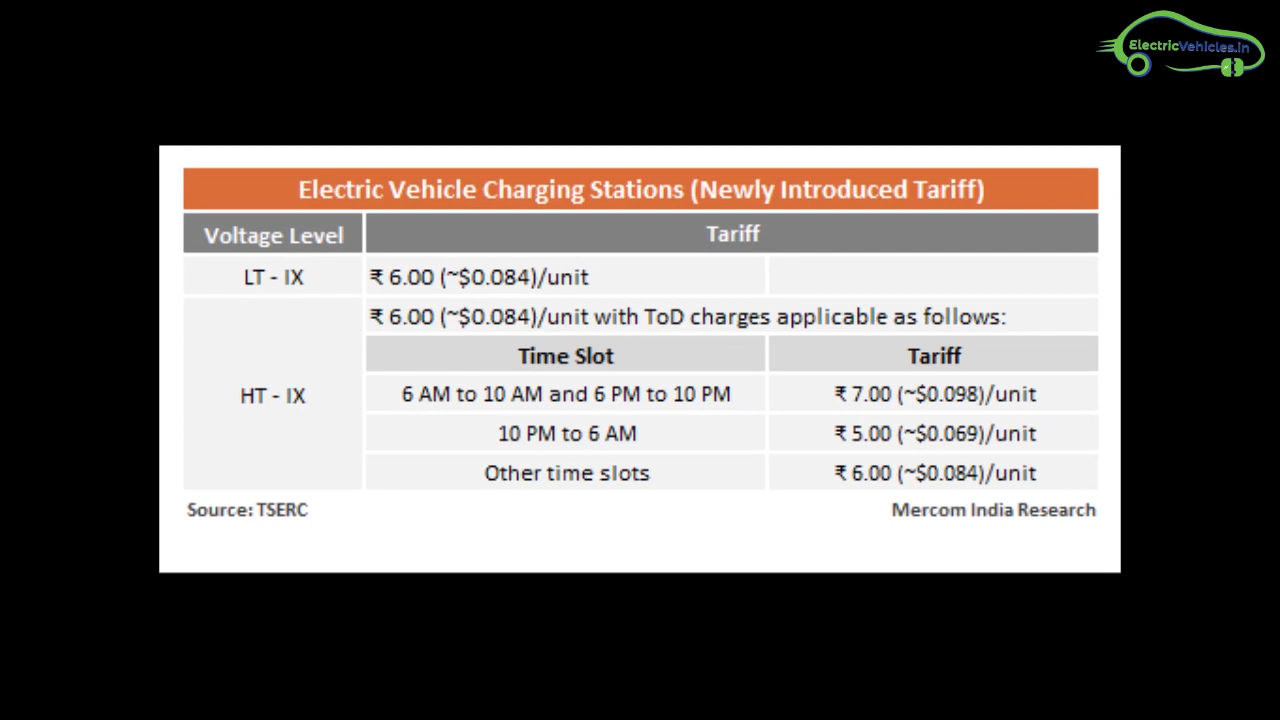 ElectricVehicles.in
Electric Vehicle Charging Stations (Newly Introduced Tariff)
Voltage Level Tariff
LT - IX ₹ 6.00 (~$0.084)/unit
₹ 6.00 (~$0.084)/unit with ToD charges applicable as follows:
Time Slot Tariff
HT - IX 6 AM to 10 AM and 6 PM to 10 PM ₹ 7.00 (~$0.098)/unit
10 PM to 6 AM ₹ 5.00 (~$0.069)/unit
Other time slots ₹ 6.00 (~$0.084)/unit
Source: TSERC Mercom India Research